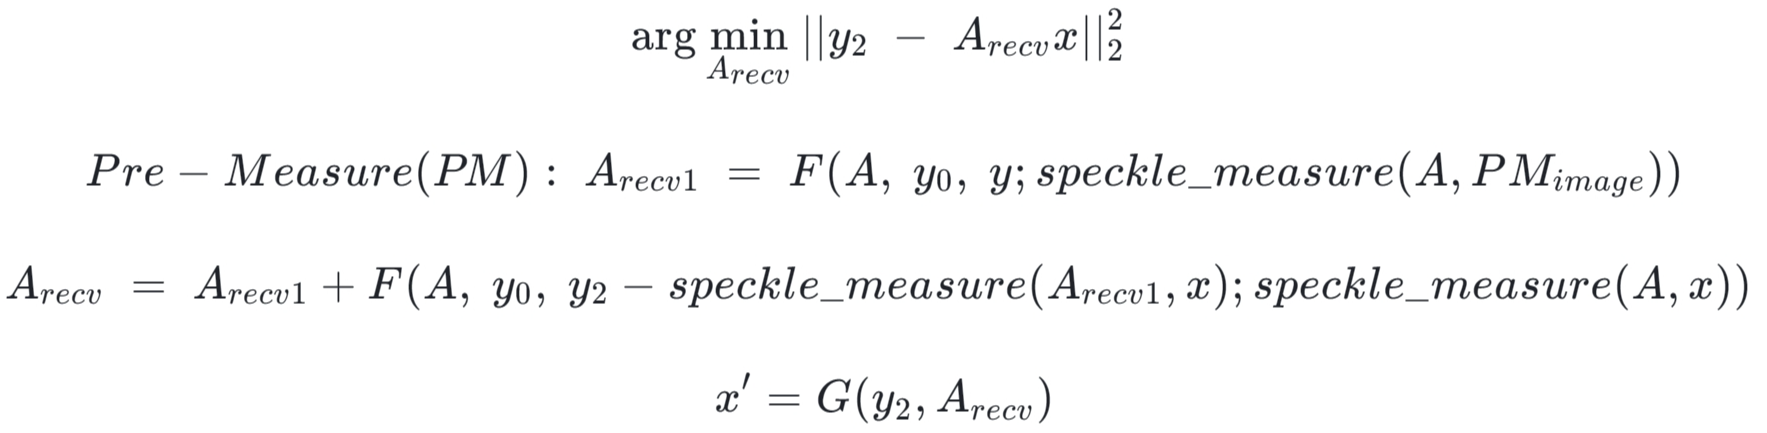 arg min_{A_{recv}} ||y_2 − A_{recv}x||_2^2
Pre − Measure(PM) : A_{recv1} = F(A, y_0, y; speckle_measure(A, PM_{image}))
A_{recv} = A_{recv1} + F(A, y_0, y_2 − speckle_measure(A_{recv1}, x); speckle_measure(A, x))
x′ = G(y_2, A_{recv})